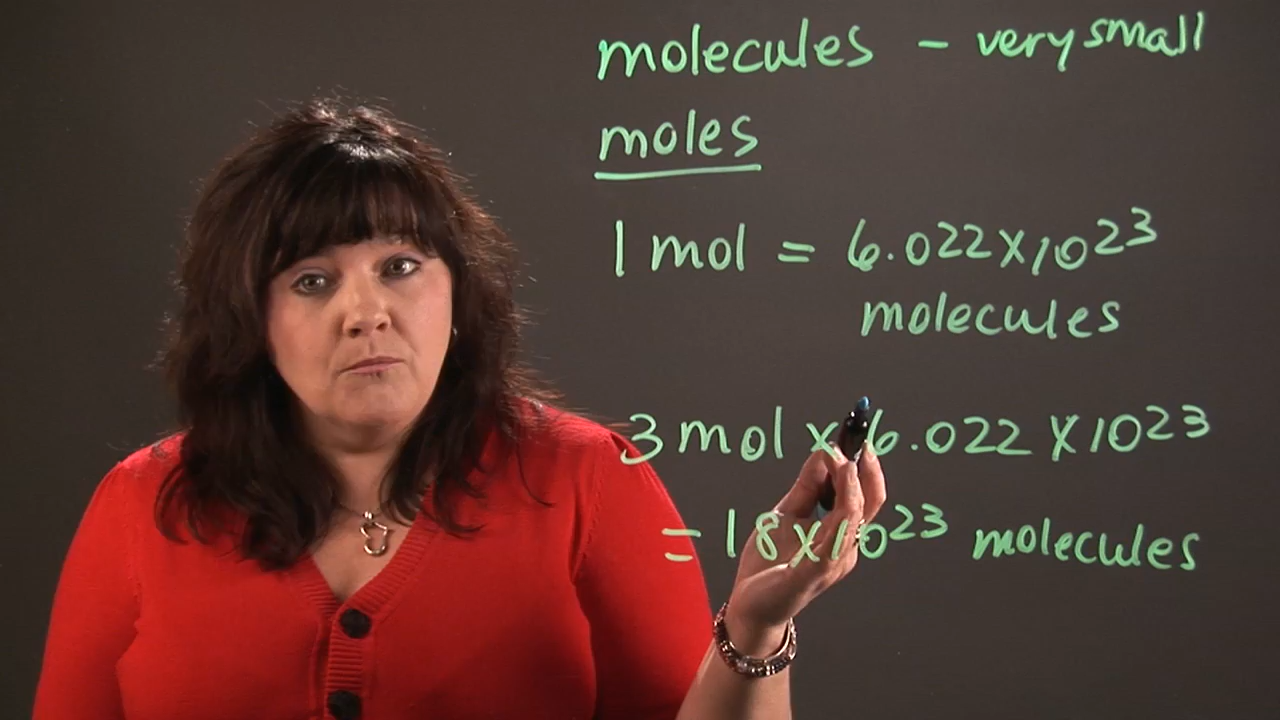 molecules - very small
moles
1 mol = 6.022 x 10²³
molecules
3 mol x 6.022 x 10²³
= 18 x 10²³ molecules